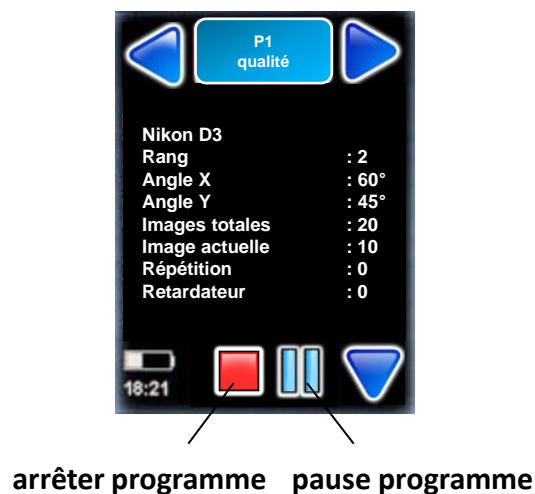 P1
qualité
Nikon D3
Rang : 2
Angle X : 60°
Angle Y : 45°
Images totales : 20
Image actuelle : 10
Répétition : 0
Retardateur : 0
18:21
arrêter programme pause programme